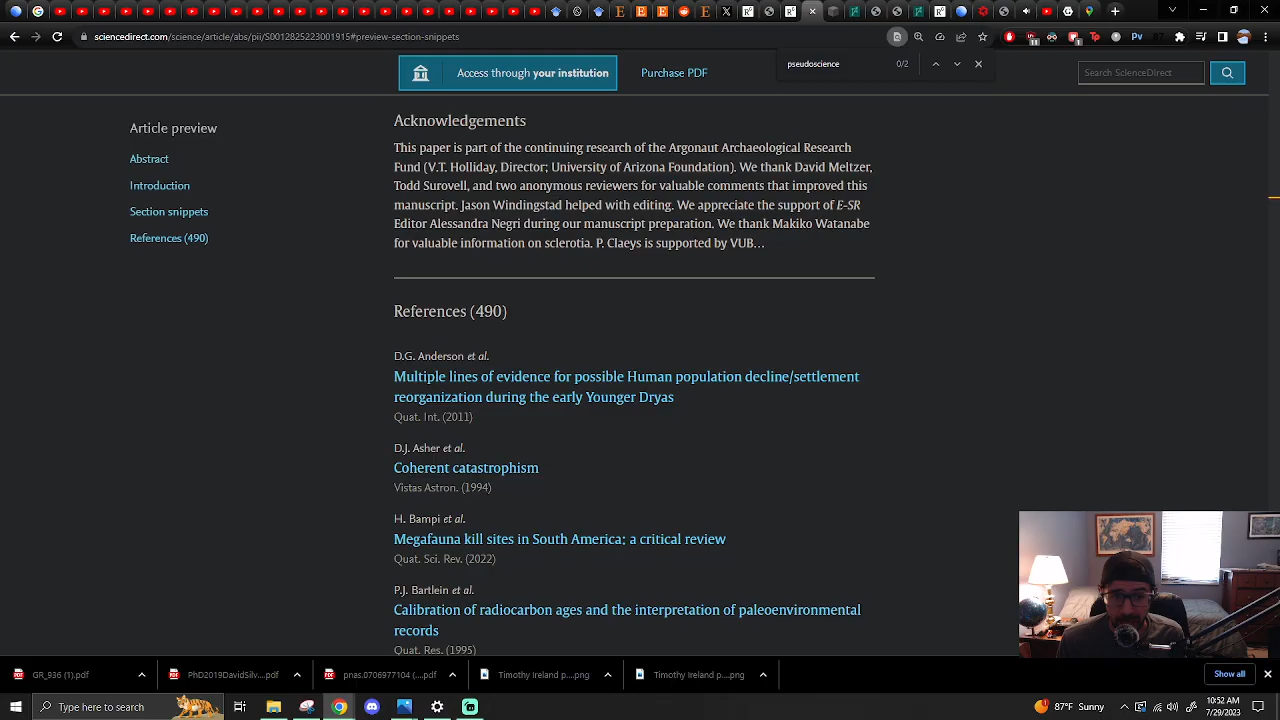 sciencedirect.com/science/article/abs/pii/S0012825223001915#preview-section-snippets
pseudoscience
0/2
Access through your institution
Purchase PDF
Search ScienceDirect
Article preview
Abstract
Introduction
Section snippets
References (490)
Acknowledgements
This paper is part of the continuing research of the Argonaut Archaeological Research
Fund (V.T. Holliday, Director; University of Arizona Foundation). We thank David Meltzer,
Todd Surovell, and two anonymous reviewers for valuable comments that improved this
manuscript. Jason Windingstad helped with editing. We appreciate the support of E-SR
Editor Alessandra Negri during our manuscript preparation. We thank Makiko Watanabe
for valuable information on sclerotia. P. Claeys is supported by VUB…
References (490)
D.G. Anderson et al.
Multiple lines of evidence for possible Human population decline/settlement
reorganization during the early Younger Dryas
Quat. Int. (2011)
D.J. Asher et al.
Coherent catastrophism
Vistas Astron. (1994)
H. Bampi et al.
Megafauna kill sites in South America: a critical review
Quat. Sci. Rev. (2022)
P.J. Bartlein et al.
Calibration of radiocarbon ages and the interpretation of paleoenvironmental
records
Quat. Res. (1995)
GR_936 (1).pdf
PhD2019DavidSilv....pdf
pnas.0706977104 (....pdf
Timothy Ireland p....png
Timothy Ireland p....png
Show all
Type here to search
87°F Sunny
10:52 AM
7/29/2023